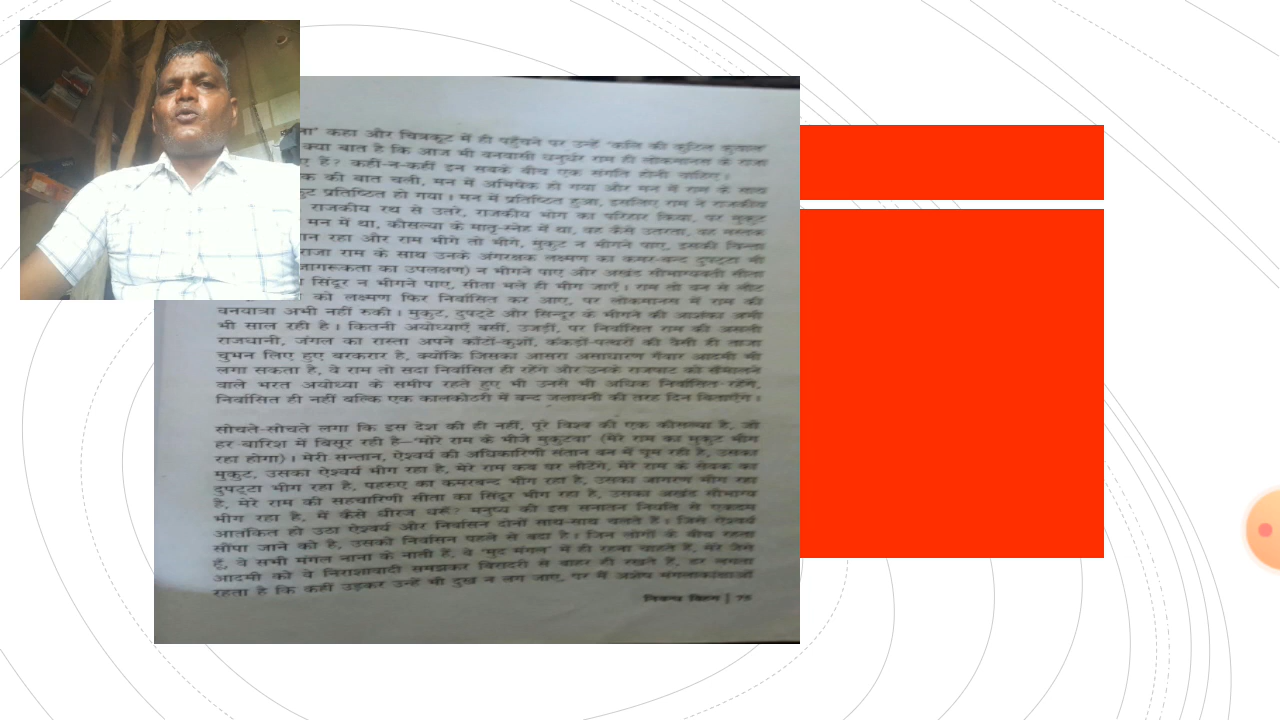 कहा और चित्रकूट में ही पहुँचने पर उन्हें 'कलि की कुटिल कुचाल'
क्या बात है कि आज भी वनवासी धनुर्धर राम ही लोकमानस के राजा
हैं? कहीं-न-कहीं इन सबके बीच एक संगति होनी चाहिए।
की बात चली, मन में अभिषेक हो गया और मन में राम के साथ
प्रतिष्ठित हो गया। मन में प्रतिष्ठित हुआ, इसलिए राम ने राजकीय
राजकीय रथ से उतरे, राजकीय भोग का परिहार किया, पर मुकुट
मन में था, कौसल्या के मातृ-स्नेह में था, वह कैसे उतरता, वह मस्तक
रहा और राम भीगे तो भीगे, मुकुट न भीगने पाए, इसकी चिन्ता
राजा राम के साथ उनके अंगरक्षक लक्ष्मण का कमर-बन्द दुपट्टा भी
जागरूकता का उपलक्षण) न भीगने पाए और अखंड सौभाग्यवती सीता
सिंदूर न भीगने पाए, सीता भले ही भीग जाएँ। राम तो वन से लौट
को लक्ष्मण फिर निर्वासित कर आए, पर लोकमानस में राम की
वनयात्रा अभी नहीं रुकी। मुकुट, दुपट्टे और सिन्दूर के भीगने की आशंका अभी
भी साल रही है। कितनी अयोध्याएँ बसीं, उजड़ीं, पर निर्वासित राम की असली
राजधानी, जंगल का रास्ता अपने काँटों-कुशों, कंकड़ों-पत्थरों की वैसी ही ताजा
चुभन लिए हुए बरकरार है, क्योंकि जिसका आसरा असाधारण गँवार आदमी भी
लगा सकता है, वे राम तो सदा निर्वासित ही रहेंगे और उनके राजपाट को सँभालने
वाले भरत अयोध्या के समीप रहते हुए भी उनसे भी अधिक निर्वासित रहेंगे,
निर्वासित ही नहीं बल्कि एक कालकोठरी में बन्द जलावनी की तरह दिन बिताएँगे।
सोचते-सोचते लगा कि इस देश की ही नहीं, पूरे विश्व की एक कौसल्या है, जो
हर बारिश में बिसूर रही है—'मोरे राम के भीजे मुकुटवा' (मेरे राम का मुकुट भीग
रहा होगा)। मेरी सन्तान, ऐश्वर्य की अधिकारिणी संतान वन में घूम रही है, उसका
मुकुट, उसका ऐश्वर्य भीग रहा है, मेरे राम कब घर लौटेंगे, मेरे राम के सेवक का
दुपट्टा भीग रहा है, पहरुए का कमरबन्द भीग रहा है, उसका जागरण भीग रहा
है, मेरे राम की सहचारिणी सीता का सिंदूर भीग रहा है, उसका अखंड सौभाग्य
भीग रहा है, मैं कैसे धीरज धरूँ? मनुष्य की इस सनातन नियति से एकदम
आतंकित हो उठा ऐश्वर्य और निर्वासन दोनों साथ-साथ चलते हैं। जिसे ऐश्वर्य
सौंपा जाने को है, उसको निर्वासन पहले से बदा है। जिन लोगों के बीच रहता
हूँ, वे सभी मंगल नाना के नाती हैं, वे 'मुद मंगल' में ही रहना चाहते हैं, मेरे जैसे
आदमी को वे निराशावादी समझकर बिरादरी से बाहर ही रखते हैं, डर लगता
रहता है कि कहीं उड़कर उन्हें भी दुख न लग जाए, पर मैं अशेष मंगलाकांक्षाओं
75